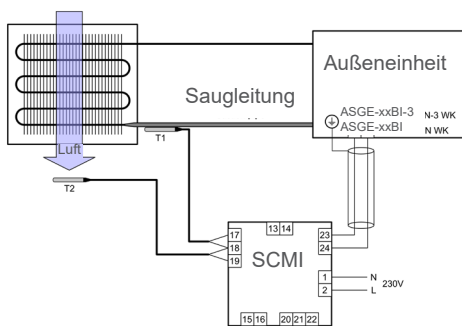 Außeneinheit
Saugleitung
ASGE-xxBI-3 N-3 WK
ASGE-xxBI N WK
Luft
T1
T2
13 14
17
18
19
23
24
SCMI
1 N
230V
2 L
15 16 20 21 22